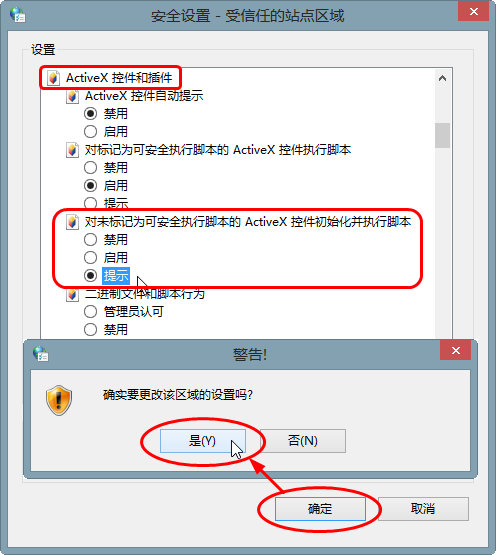 安全设置 - 受信任的站点区域
设置
ActiveX 控件和插件
ActiveX 控件自动提示
禁用
启用
对标记为可安全执行脚本的 ActiveX 控件执行脚本
禁用
启用
提示
对未标记为可安全执行脚本的 ActiveX 控件初始化并执行脚本
禁用
启用
提示
二进制文件和脚本行为
管理员认可
禁用
警告!
确实要更改该区域的设置吗?
是(Y)
否(N)
确定
取消